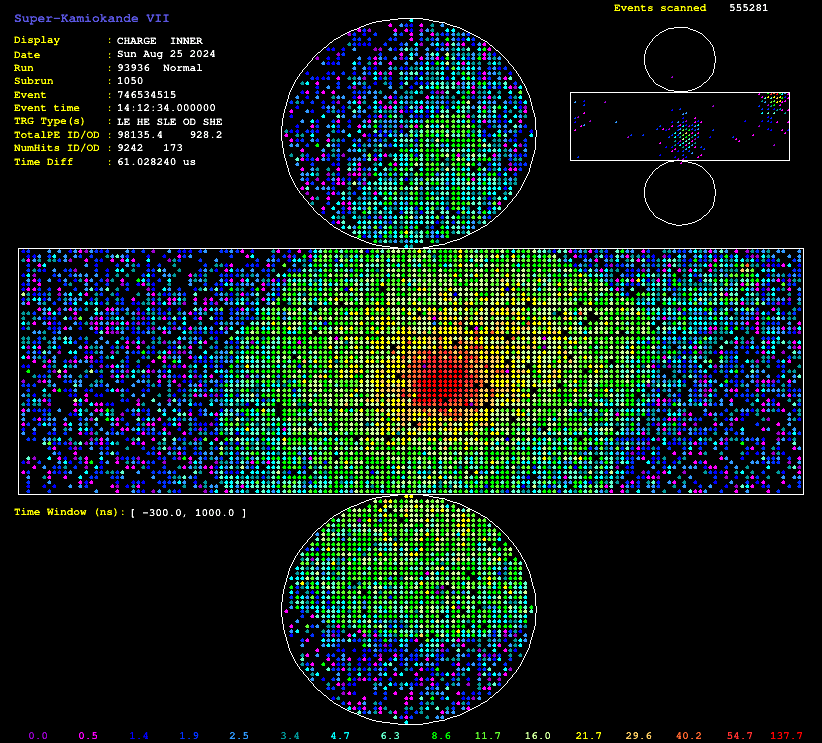 Super-Kamiokande VII
Events scanned 555281
Display : CHARGE INNER
Date : Sun Aug 25 2024
Run : 93936 Normal
Subrun : 1050
Event : 746534515
Event time : 14:12:34.000000
TRG Type(s) : LE HE SLE OD SHE
TotalPE ID/OD : 98135.4 928.2
NumHits ID/OD : 9242 173
Time Diff : 61.028240 us
Time Window (ns): [ -300.0, 1000.0 ]
0.0 0.5 1.4 1.9 2.5 3.4 4.7 6.3 8.6 11.7 16.0 21.7 29.6 40.2 54.7 137.7